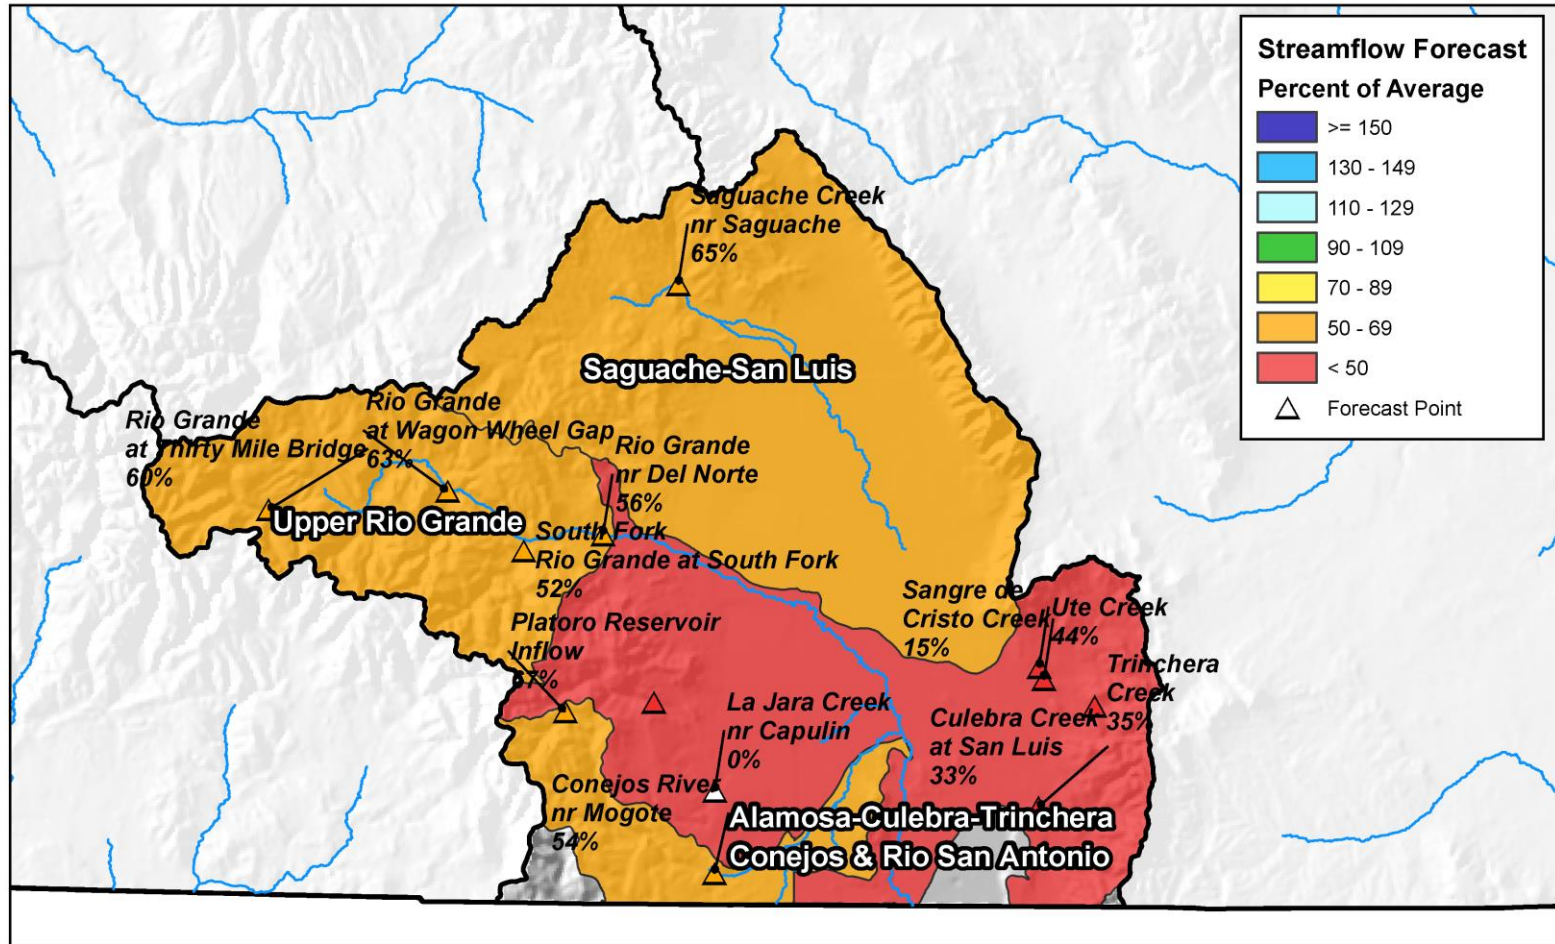 Streamflow Forecast
Percent of Average
>= 150
130 - 149
110 - 129
90 - 109
70 - 89
50 - 69
< 50
Forecast Point
Saguache Creek
nr Saguache
65%
Saguache-San Luis
Rio Grande
at Thifty Mile Bridge
60%
Rio Grande
at Wagon Wheel Gap
63%
Rio Grande
nr Del Norte
56%
Upper Rio Grande
South Fork
Rio Grande at South Fork
52%
Platoro Reservoir
Inflow
57%
Sangre de
Cristo Creek
15%
Ute Creek
44%
Trinchera
Creek
35%
La Jara Creek
nr Capulin
0%
Culebra Creek
at San Luis
33%
Conejos River
nr Mogote
54%
Alamosa-Culebra-Trinchera
Conejos & Rio San Antonio